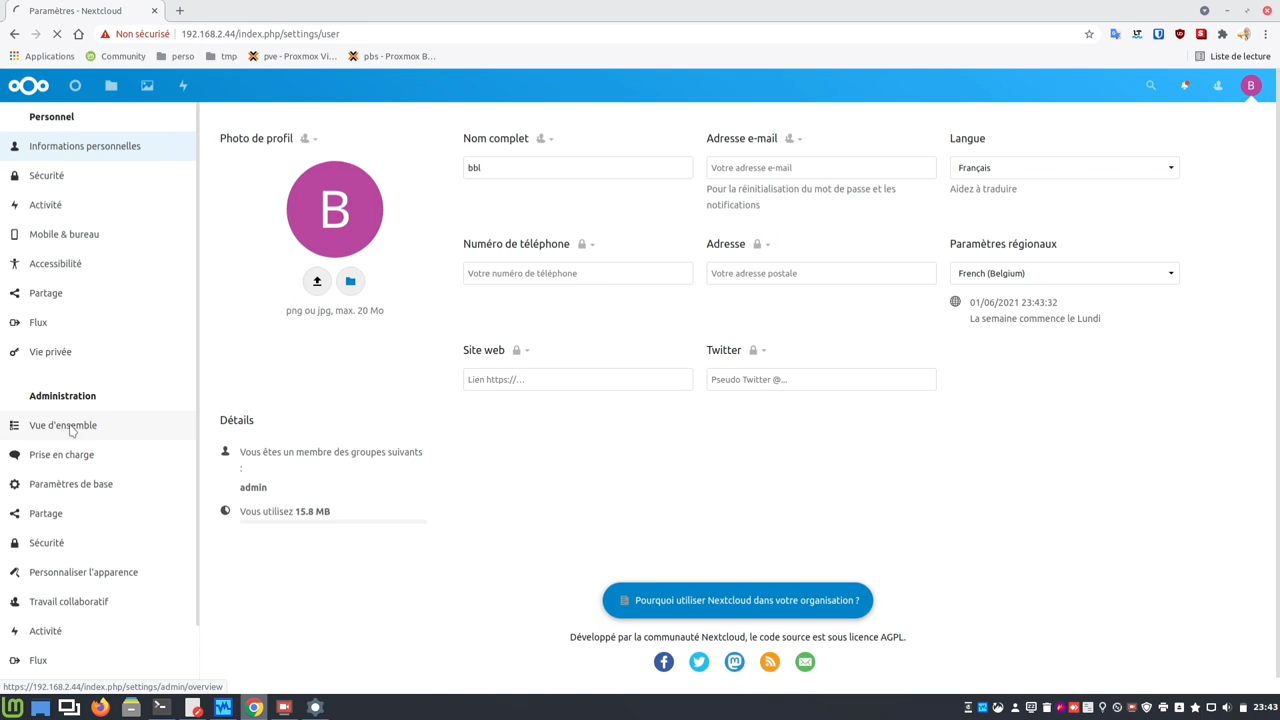 Paramètres - Nextcloud
Non sécurisé
192.168.2.44/index.php/settings/user
Applications
Community
perso
tmp
pve - Proxmox Vi...
pbs - Proxmox B...
Liste de lecture
B
Personnel
Informations personnelles
Sécurité
Activité
Mobile & bureau
Accessibilité
Partage
Flux
Vie privée
Administration
Vue d'ensemble
Prise en charge
Paramètres de base
Partage
Sécurité
Personnaliser l'apparence
Travail collaboratif
Activité
Flux
Photo de profil
B
png ou jpg, max. 20 Mo
Nom complet
bbl
Adresse e-mail
Votre adresse e-mail
Pour la réinitialisation du mot de passe et les
notifications
Langue
Français
Aidez à traduire
Numéro de téléphone
Votre numéro de téléphone
Adresse
Votre adresse postale
Paramètres régionaux
French (Belgium)
01/06/2021 23:43:32
La semaine commence le Lundi
Site web
Lien https://...
Twitter
Pseudo Twitter @...
Détails
Vous êtes un membre des groupes suivants
:
admin
Vous utilisez 15.8 MB
Pourquoi utiliser Nextcloud dans votre organisation ?
Développé par la communauté Nextcloud, le code source est sous licence AGPL.
https://192.168.2.44/index.php/settings/admin/overview
23:43